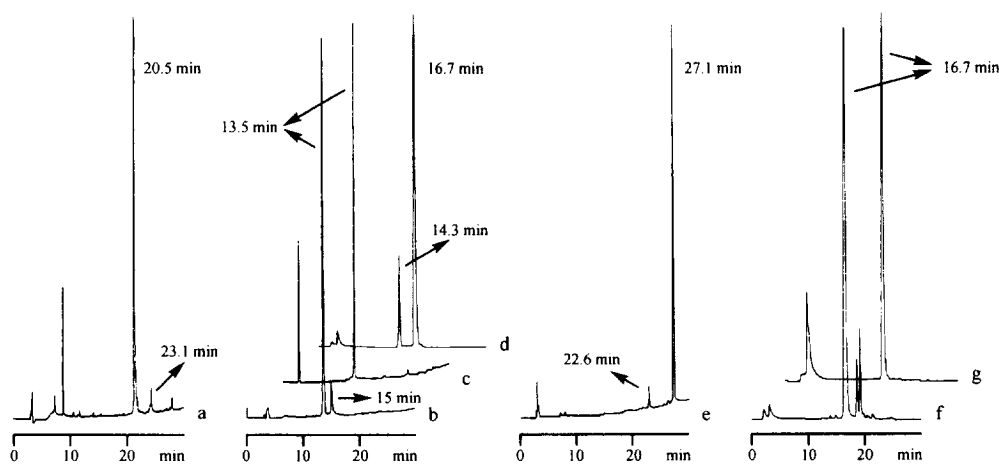 20.5 min
16.7 min
27.1 min
16.7 min
13.5 min
14.3 min
23.1 min
22.6 min
15 min
a
b
c
d
e
f
g
0 10 20 min
0 10 20 min
0 10 20 min
0 10 20 min